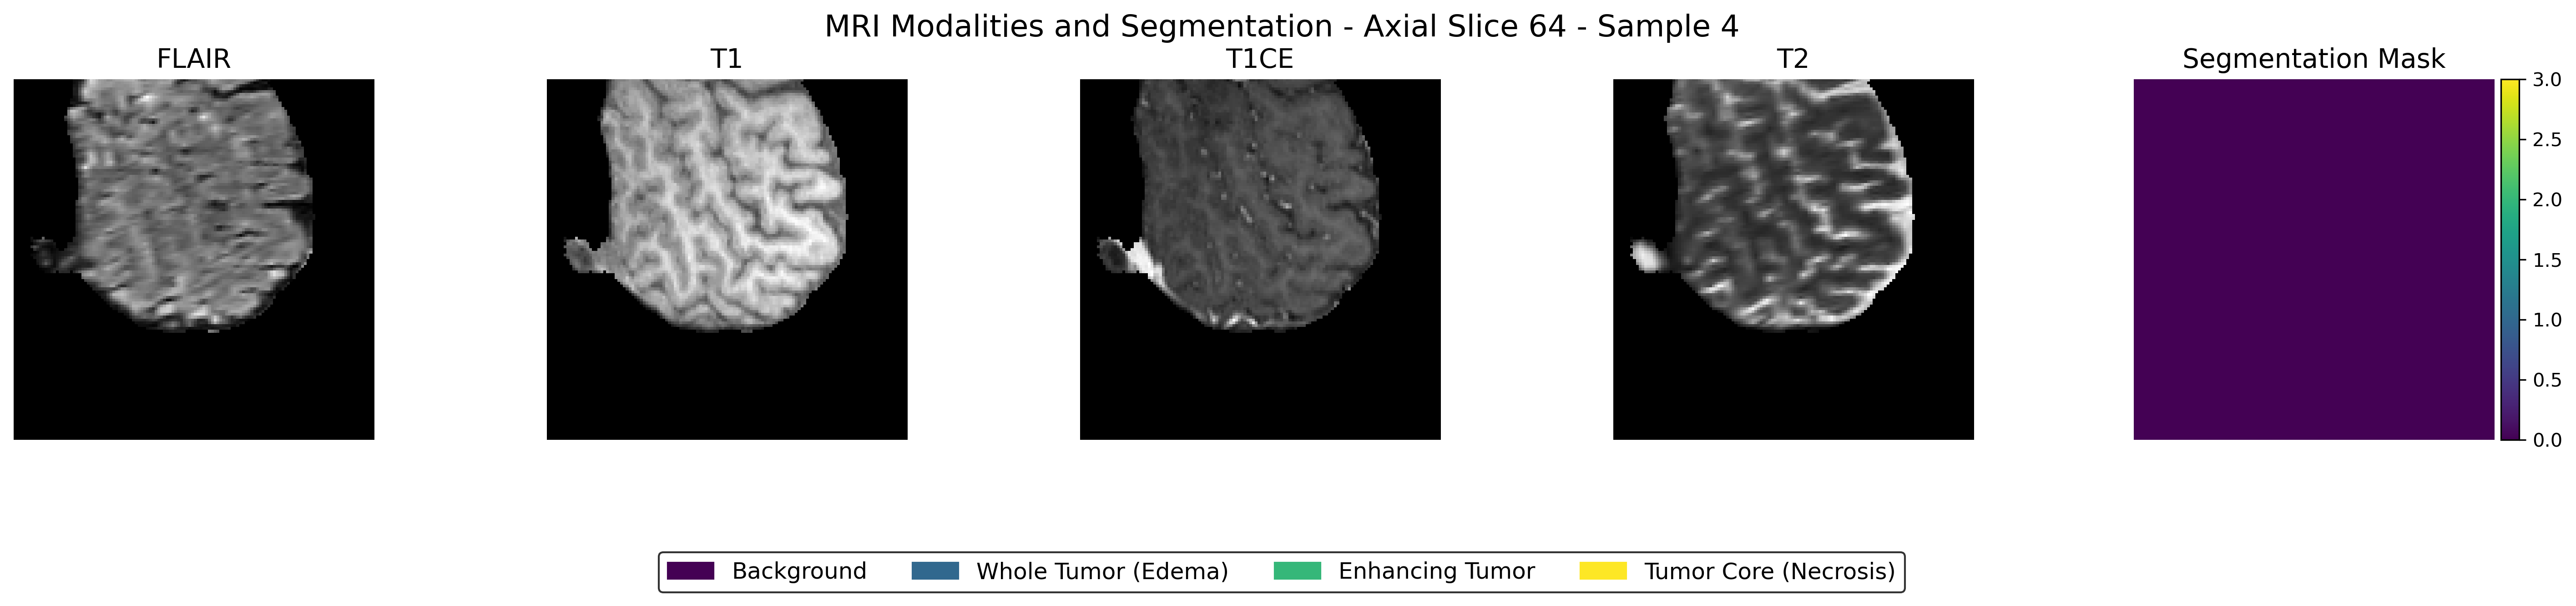 MRI Modalities and Segmentation - Axial Slice 64 - Sample 4
FLAIR
T1
T1CE
T2
Segmentation Mask
3.0
2.5
2.0
1.5
1.0
0.5
0.0
Background
Whole Tumor (Edema)
Enhancing Tumor
Tumor Core (Necrosis)